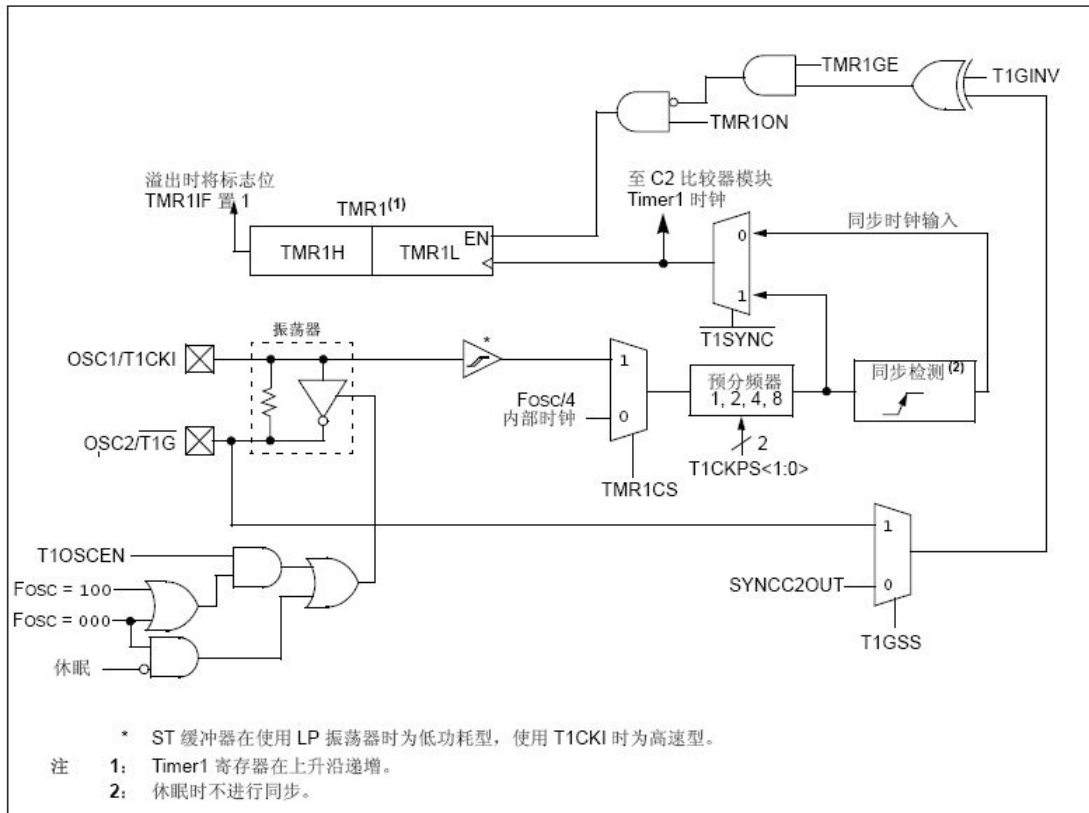 TMR1GE
T1GINV
TMR1ON
溢出时将标志位
TMR1IF 置 1
TMR1(1)
至 C2 比较器模块
Timer1 时钟
EN
TMR1H
TMR1L
0
同步时钟输入
1
T1SYNC
振荡器
OSC1/T1CKI
*
1
FOSC/4
内部时钟
0
预分频器
1, 2, 4, 8
同步检测(2)
OSC2/T1G
2
T1CKPS<1:0>
TMR1CS
1
T1OSCEN
FOSC = 100
SYNCC2OUT
0
FOSC = 000
T1GSS
休眠
* ST 缓冲器在使用 LP 振荡器时为低功耗型，使用 T1CKI 时为高速型。
注 1： Timer1 寄存器在上升沿递增。
2： 休眠时不进行同步。